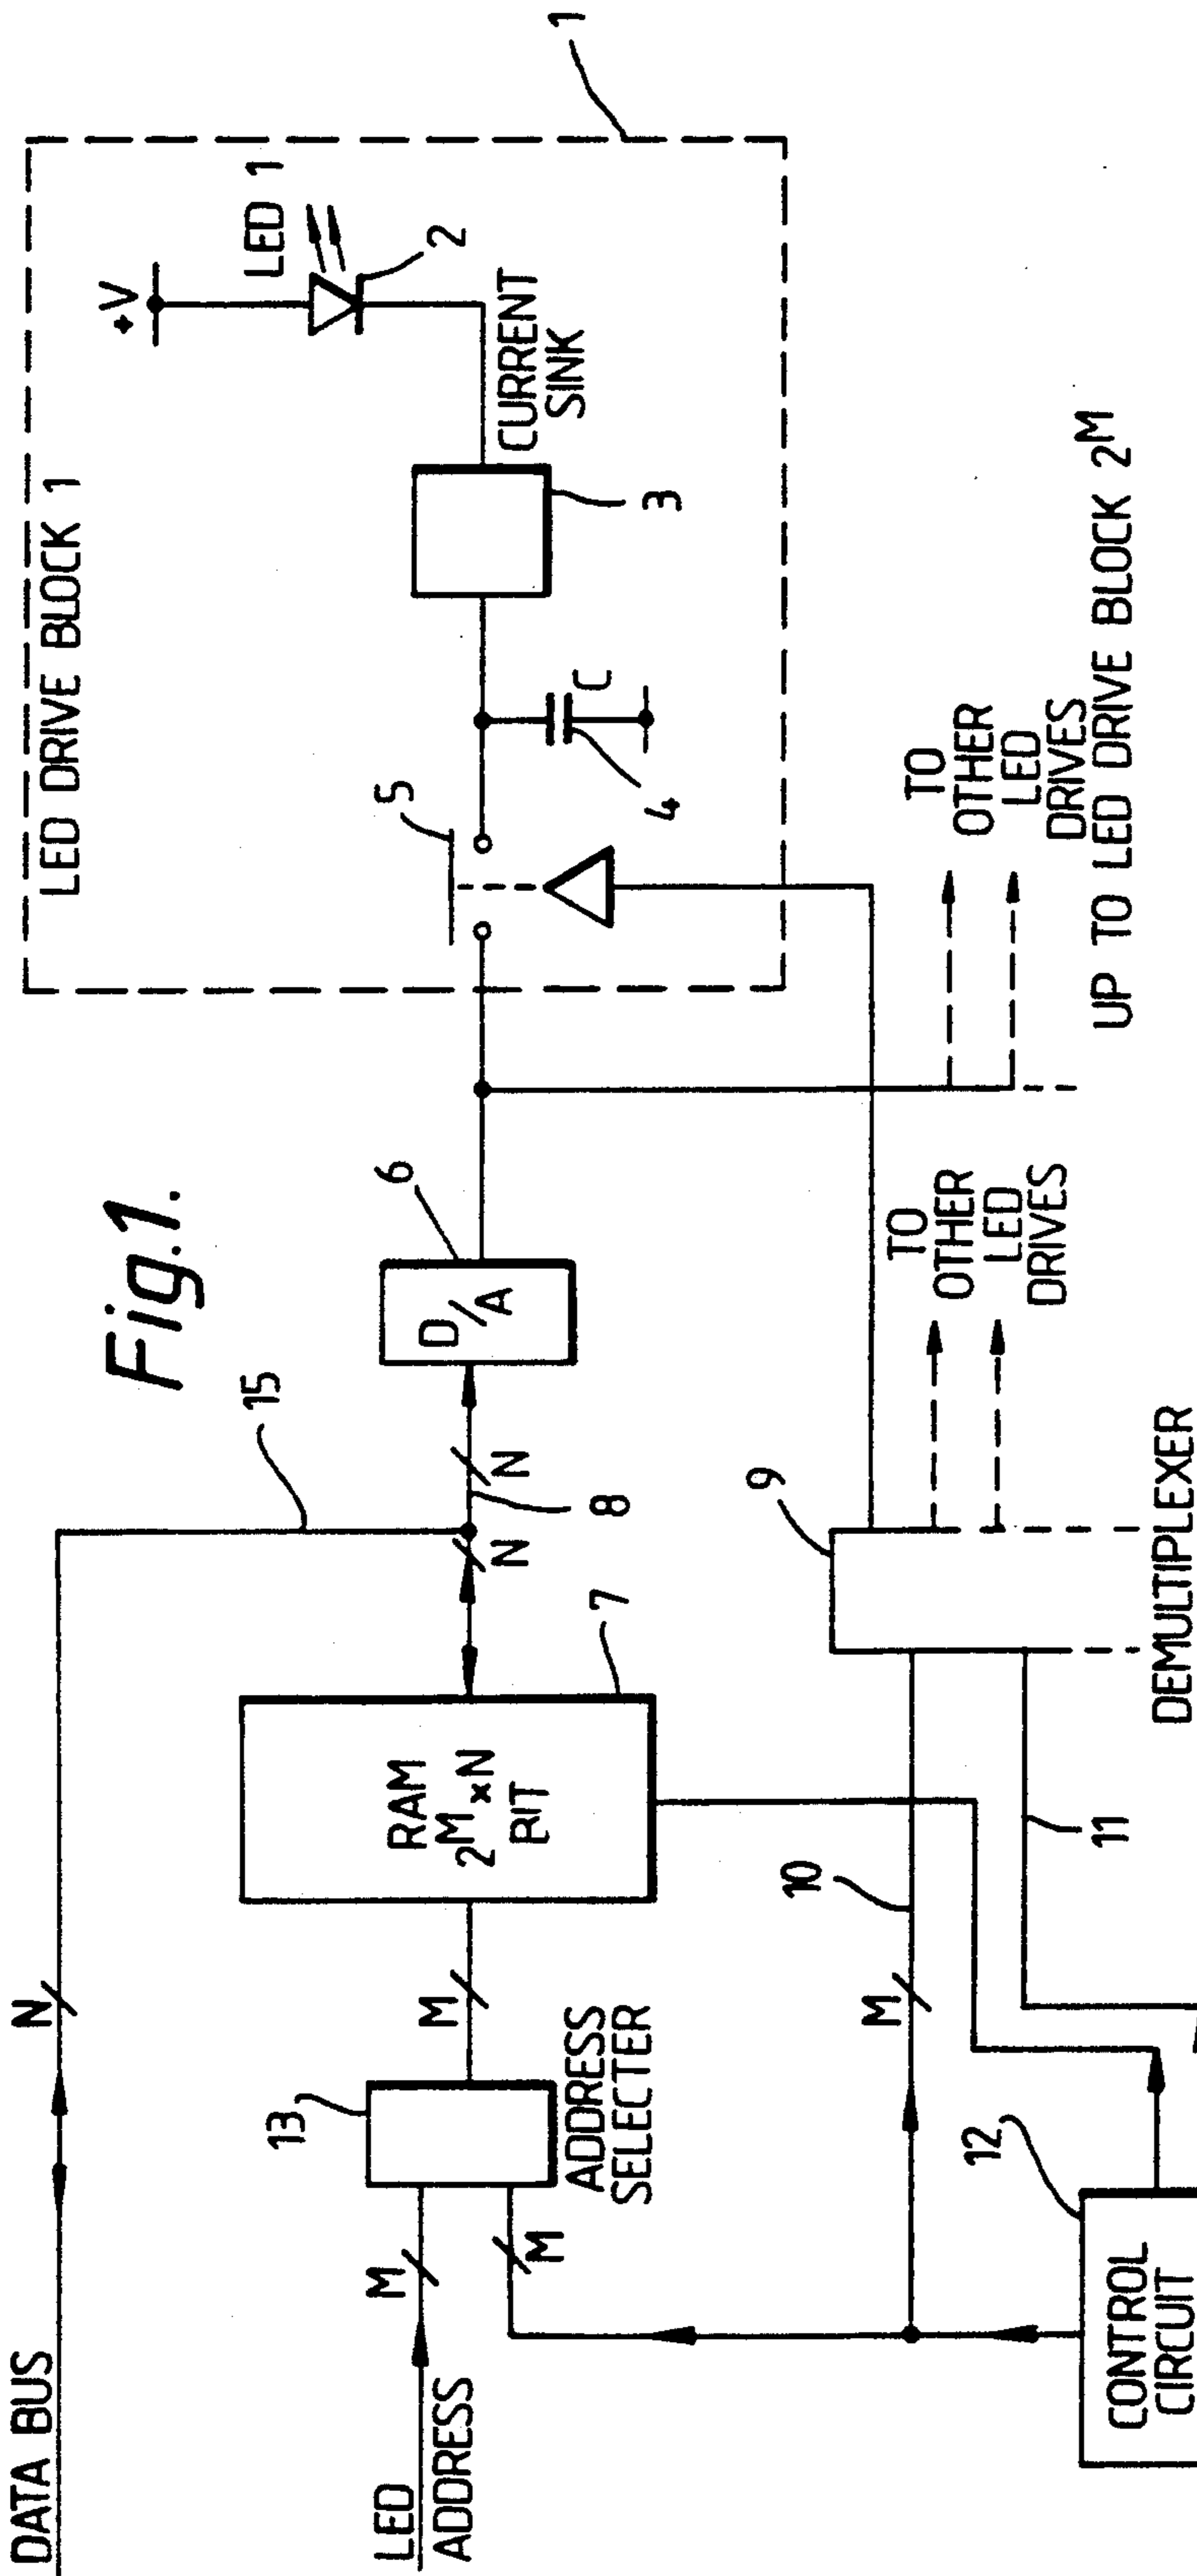 Fig.1.
DATA BUS
N
15
LED DRIVE BLOCK 1
1
+V
LED 1
2
CURRENT
SINK
3
C
4
5
6
D/A
N
8
N
7
RAM
2^M ×N
BIT
M
13
ADDRESS
SELECTER
M
M
LED
ADDRESS
TO
OTHER
LED
DRIVES
UP TO LED DRIVE BLOCK 2^M
TO
OTHER
LED
DRIVES
9
DEMULTIPLEXER
10
M
11
12
CONTROL
CIRCUIT